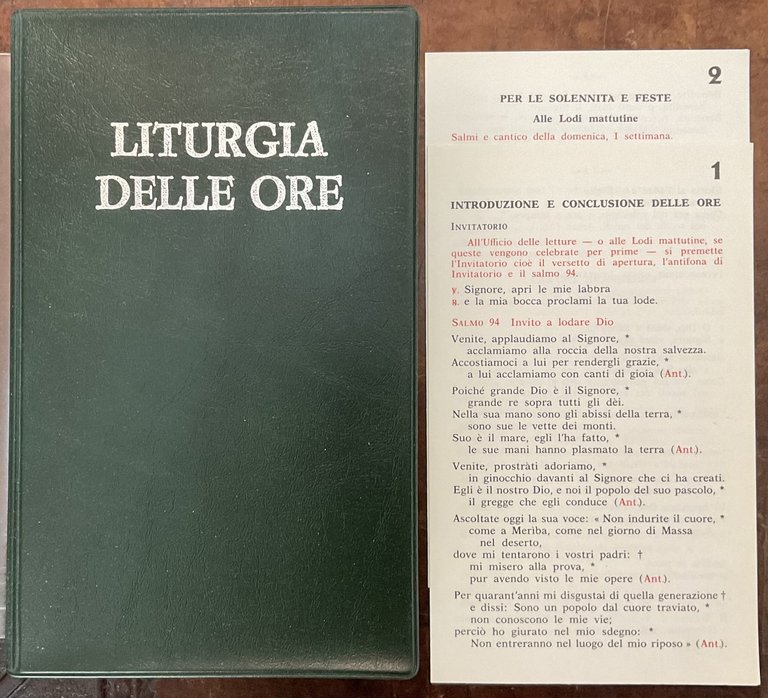 LITURGIA
DELLE ORE
2
PER LE SOLENNITÀ E FESTE
Alle Lodi mattutine
Salmi e cantico della domenica, I settimana.
1
INTRODUZIONE E CONCLUSIONE DELLE ORE
INVITATORIO
All'Ufficio delle letture — o alle Lodi mattutine, se
queste vengono celebrate per prime — si premette
l'Invitatorio cioè il versetto di apertura, l'antifona di
Invitatorio e il salmo 94.
℣. Signore, apri le mie labbra
℟. e la mia bocca proclami la tua lode.
SALMO 94 Invito a lodare Dio
Venite, applaudiamo al Signore, *
acclamiamo alla roccia della nostra salvezza.
Accostiamoci a lui per rendergli grazie, *
a lui acclamiamo con canti di gioia (Ant.).
Poiché grande Dio è il Signore, *
grande re sopra tutti gli dèi.
Nella sua mano sono gli abissi della terra, *
sono sue le vette dei monti.
Suo è il mare, egli l'ha fatto, *
le sue mani hanno plasmato la terra (Ant.).
Venite, prostràti adoriamo, *
in ginocchio davanti al Signore che ci ha creati.
Egli è il nostro Dio, e noi il popolo del suo pascolo, *
il gregge che egli conduce (Ant.).
Ascoltate oggi la sua voce: « Non indurite il cuore, *
come a Merìba, come nel giorno di Massa
nel deserto,
dove mi tentarono i vostri padri: †
mi misero alla prova, *
pur avendo visto le mie opere (Ant.).
Per quarant'anni mi disgustai di quella generazione †
e dissi: Sono un popolo dal cuore traviato, *
non conoscono le mie vie;
perciò ho giurato nel mio sdegno: *
Non entreranno nel luogo del mio riposo » (Ant.).